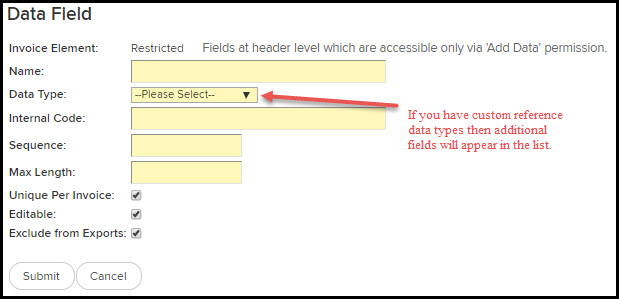 Data Field
Invoice Element: Restricted Fields at header level which are accessible only via 'Add Data' permission.
Name:
Data Type: --Please Select--
Internal Code:
If you have custom reference
data types then additional
fields will appear in the list.
Sequence:
Max Length:
Unique Per Invoice:
Editable:
Exclude from Exports:
Submit Cancel